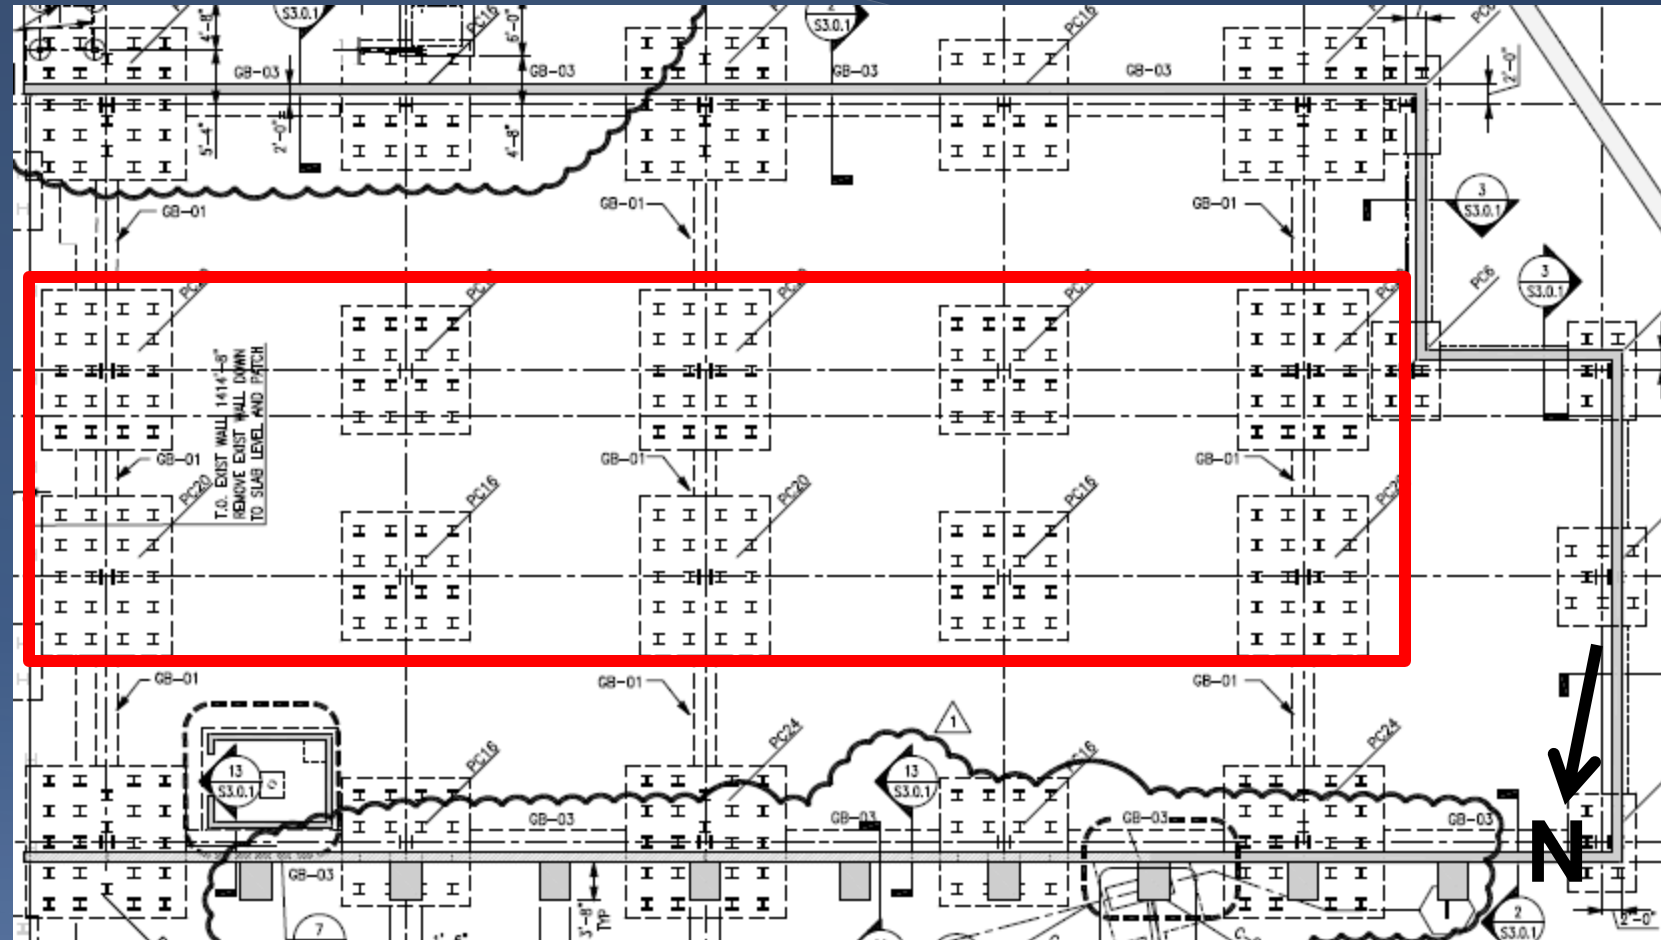 4'-8"
S3.0.1
PC16
6'-0"
2
S3.0.1
PC16
GB-03
GB-03
GB-03
GB-03
2'-0"
5'-4"
2'-0"
4'-8"
GB-01
GB-01
GB-01
3
S3.0.1
3
S3.0.1
PC6
T.O. EXIST WALL 1414'-8"
REMOVE EXIST WALL DOWN
TO SLAB LEVEL AND PATCH
GB-01
GB-01
GB-01
PC20
PC16
PC20
PC16
GB-01
GB-01
GB-01
1
PC24
PC24
PC16
PC16
13
S3.0.1
13
S3.0.1
GB-03
GB-03
GB-03
GB-03
N
GB-03
3'-8"
TYP
7
2
S3.0.1
2'-0"